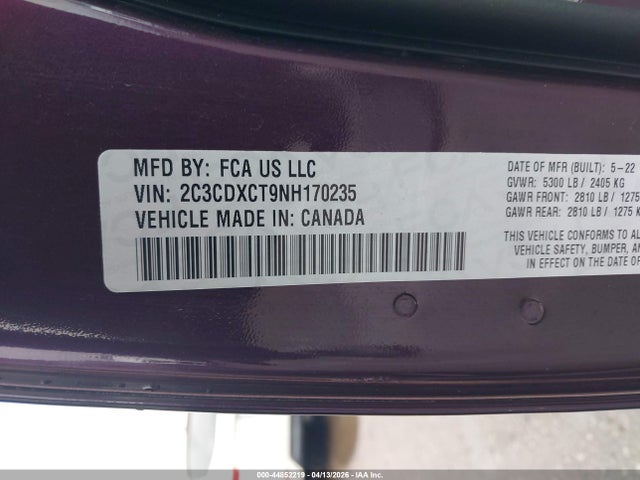 MFD BY: FCA US LLC
VIN: 2C3CDXCT9NH170235
VEHICLE MADE IN: CANADA
DATE OF MFR (BUILT): 5-22
GVWR: 5300 LB / 2405 KG
GAWR FRONT: 2810 LB / 1275
GAWR REAR: 2810 LB / 1275 K
THIS VEHICLE CONFORMS TO AL
VEHICLE SAFETY, BUMPER, AN
IN EFFECT ON THE DATE OF
000-44852219 - 04/13/2026 - IAA, Inc.